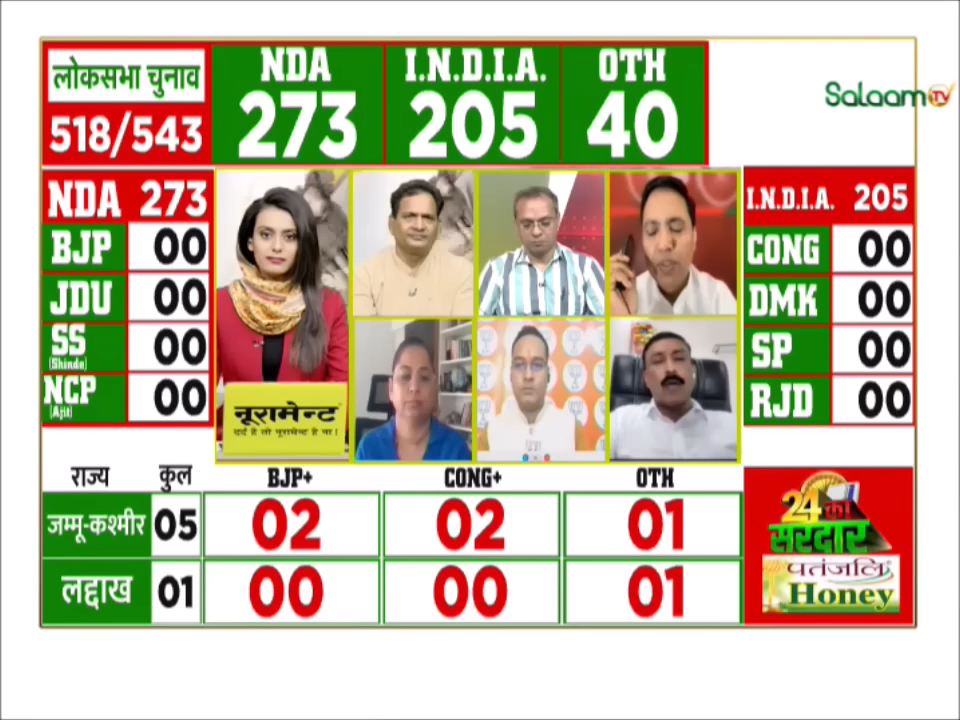 लोकसभा चुनाव
518/543
NDA
273
I.N.D.I.A.
205
OTH
40
Salaam TV
NDA 273
BJP 00
JDU 00
SS 00
(Shinde)
NCP 00
(Ajit)
I.N.D.I.A. 205
CONG 00
DMK 00
SP 00
RJD 00
नूरामेन्ट
दर्द है तो नूरामेन्ट है ना!
राज्य कुल BJP+ CONG+ OTH
जम्मू-कश्मीर 05 02 02 01
लद्दाख 01 00 00 01
24 का
सरदार
पतंजलि
Honey